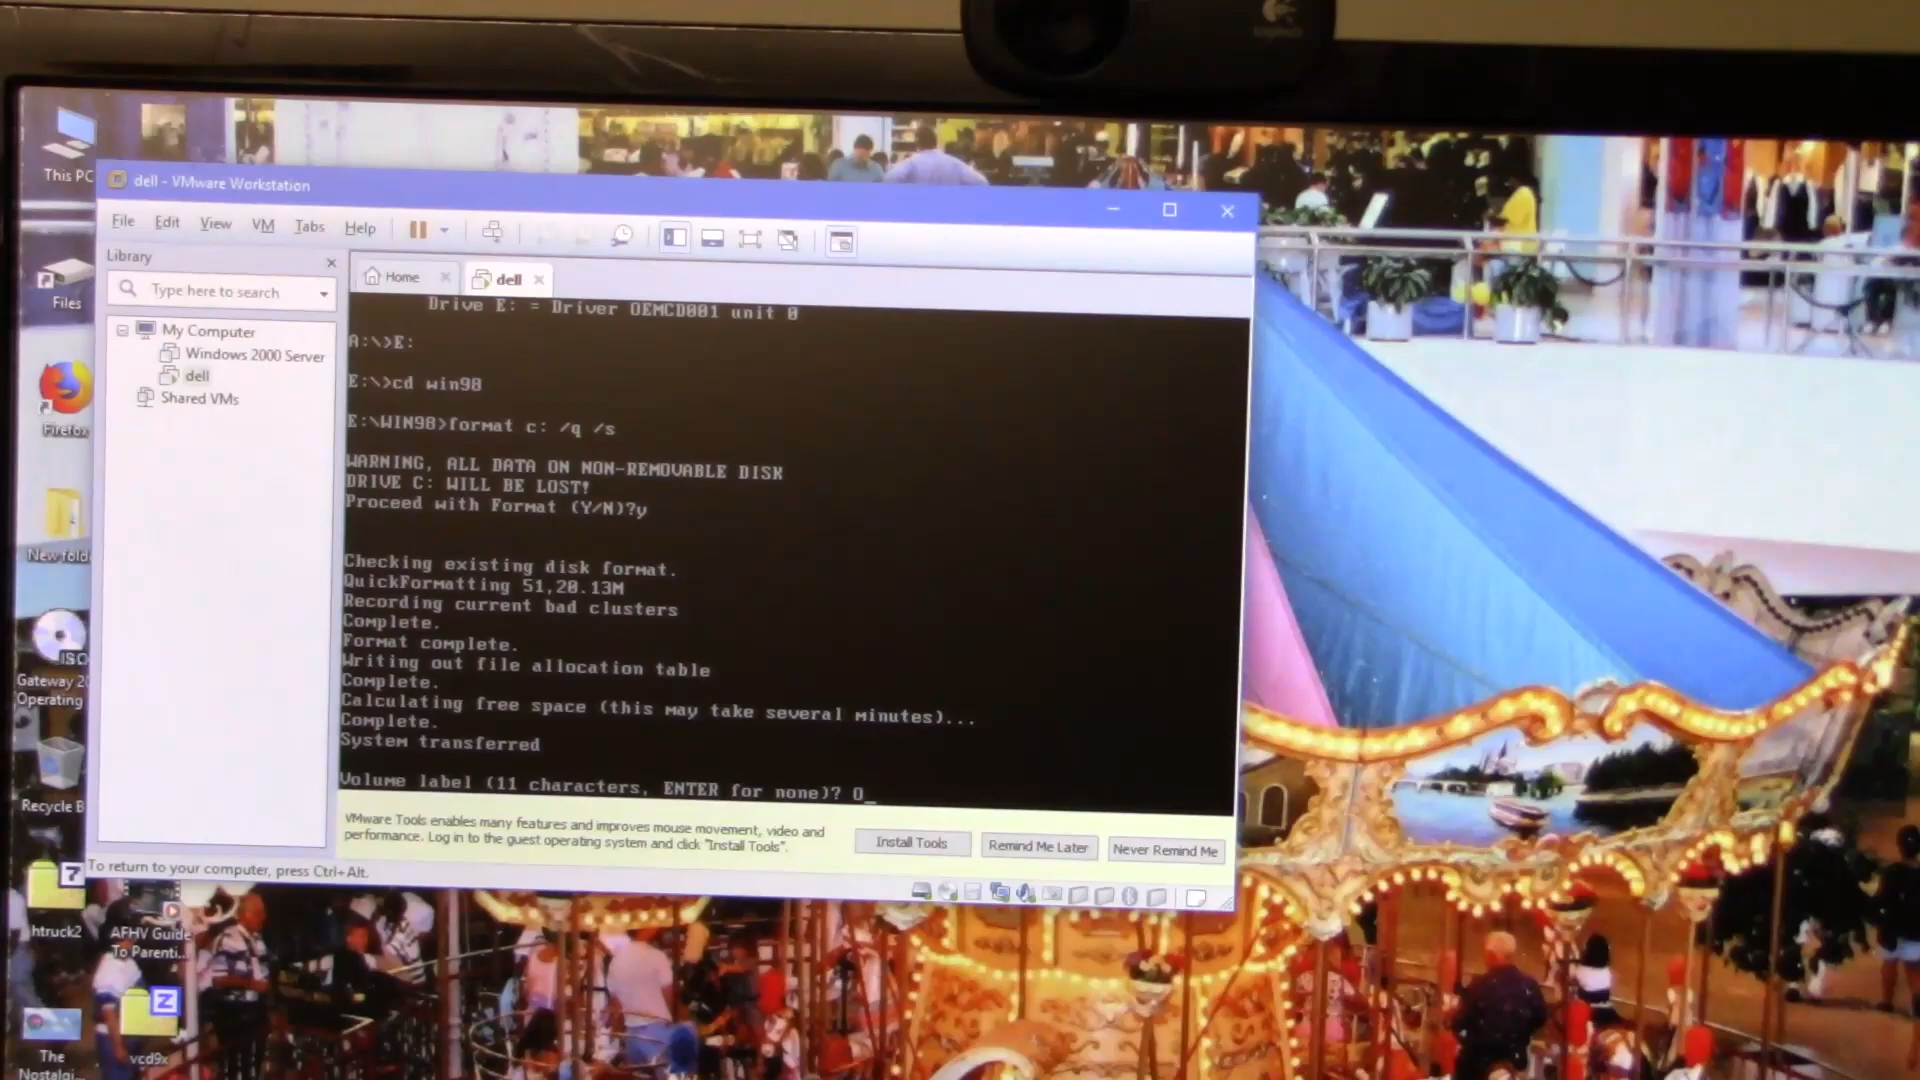 This PC
Files
Firefox
New fold
ISO
Gateway 2
Operating
Recycle B
7
htruck2
AFHV Guide
To Parenti...
Z
The
Nostalgi...
vcd9x
dell - VMware Workstation
File Edit View VM Tabs Help
Library
Type here to search
My Computer
Windows 2000 Server
dell
Shared VMs
Home
dell
Drive E: = Driver OEMCD001 unit 0
A:\>E:
E:\>cd win98
E:\WIN98>format c: /q /s
WARNING, ALL DATA ON NON-REMOVABLE DISK
DRIVE C: WILL BE LOST!
Proceed with Format (Y/N)?y
Checking existing disk format.
QuickFormatting 51,20.13M
Recording current bad clusters
Complete.
Format complete.
Writing out file allocation table
Complete.
Calculating free space (this may take several minutes)...
Complete.
System transferred
Volume label (11 characters, ENTER for none)? O_
VMware Tools enables many features and improves mouse movement, video and
performance. Log in to the guest operating system and click "Install Tools".
Install Tools
Remind Me Later
Never Remind Me
To return to your computer, press Ctrl+Alt.